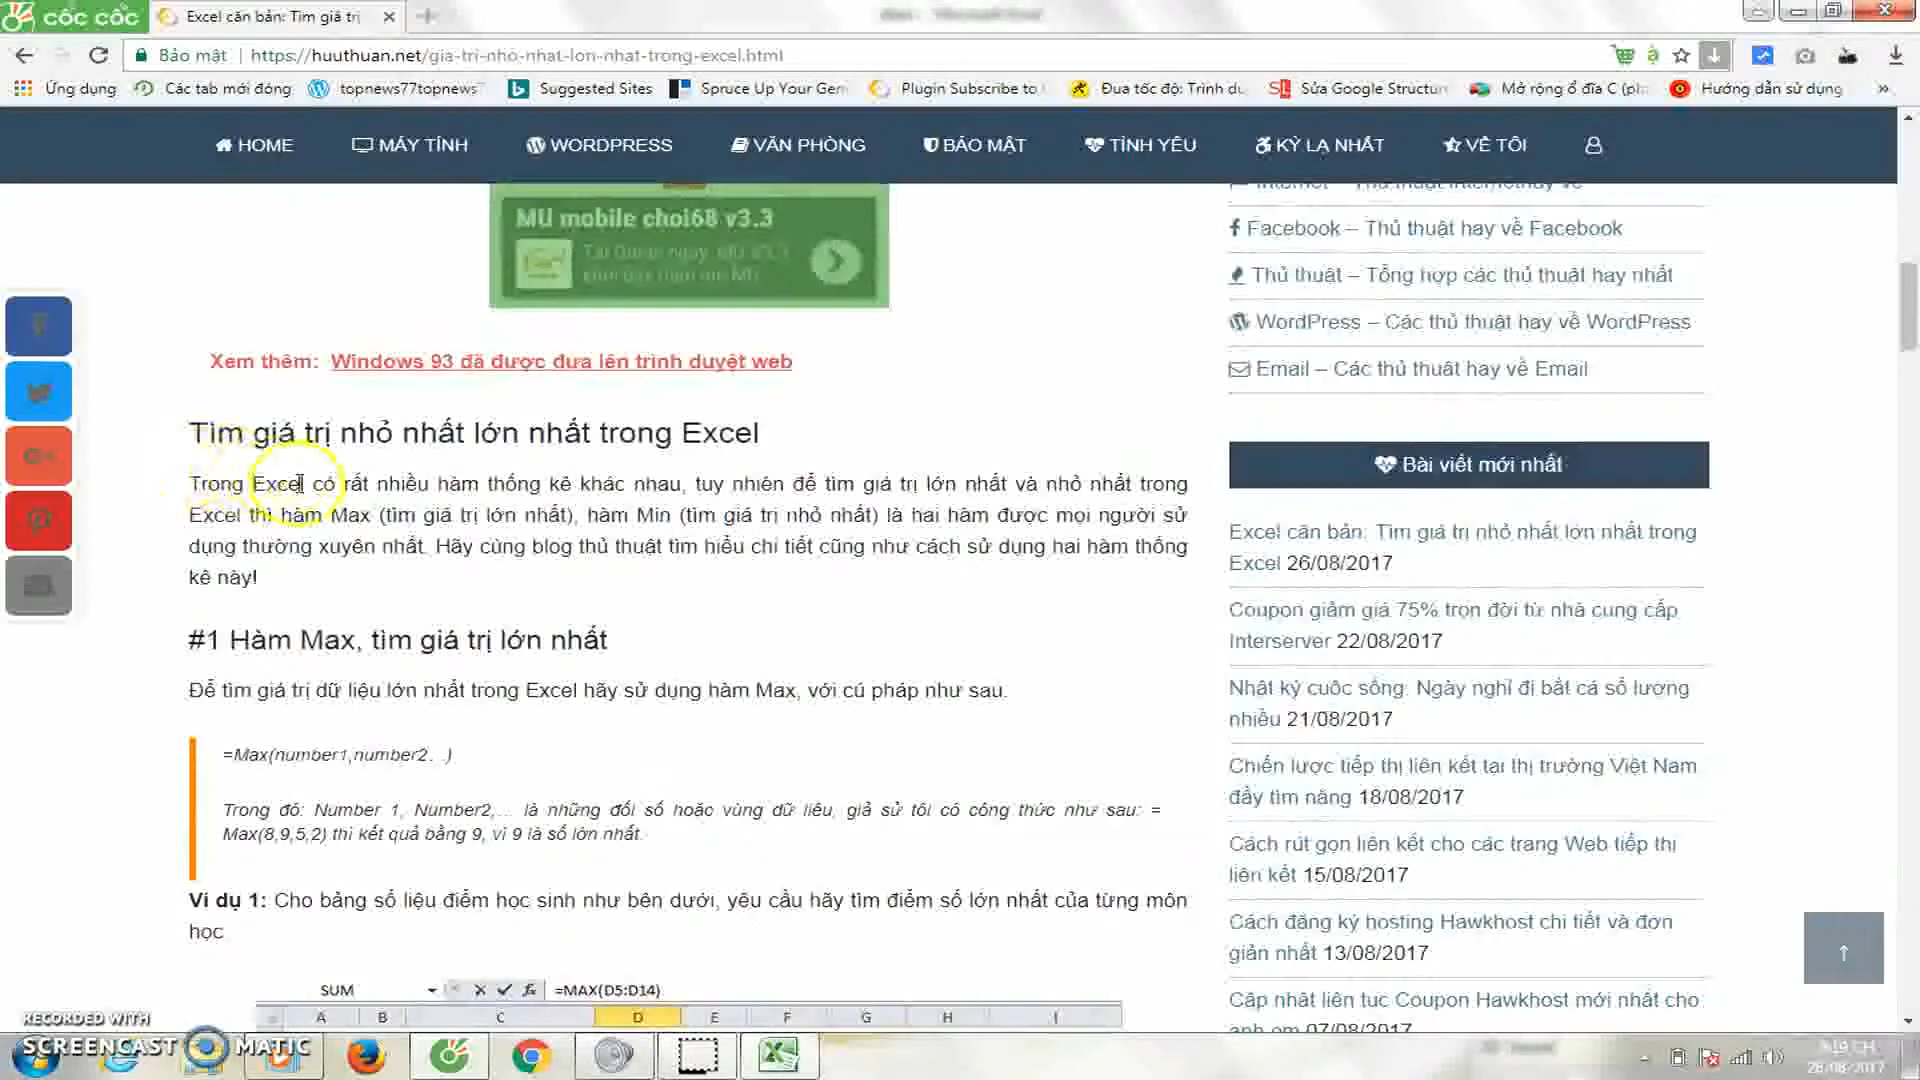 cốc cốc
Excel căn bản: Tìm giá trị
Bảo mật | https://huuthuan.net/gia-tri-nho-nhat-lon-nhat-trong-excel.html
Ứng dụng Các tab mới đóng topnews77topnews Suggested Sites Spruce Up Your Gen Plugin Subscribe to Đua tốc độ: Trình du Sửa Google Structur Mở rộng ổ đĩa C (ph Hướng dẫn sử dụng »
HOME MÁY TÍNH WORDPRESS VĂN PHÒNG BẢO MẬT TÌNH YÊU KỲ LẠ NHẤT VỀ TÔI
MU mobile choi68 v3.3
Xem thêm: Windows 93 đã được đưa lên trình duyệt web
Tìm giá trị nhỏ nhất lớn nhất trong Excel
Trong Excel có rất nhiều hàm thống kê khác nhau, tuy nhiên để tìm giá trị lớn nhất và nhỏ nhất trong
Excel thì hàm Max (tìm giá trị lớn nhất), hàm Min (tìm giá trị nhỏ nhất) là hai hàm được mọi người sử
dụng thường xuyên nhất. Hãy cùng blog thủ thuật tìm hiểu chi tiết cũng như cách sử dụng hai hàm thống
kê này!
#1 Hàm Max, tìm giá trị lớn nhất
Để tìm giá trị dữ liệu lớn nhất trong Excel hãy sử dụng hàm Max, với cú pháp như sau.
=Max(number1,number2...)
Trong đó: Number 1, Number2,... là những đối số hoặc vùng dữ liệu, giả sử tôi có công thức như sau: =
Max(8,9,5,2) thì kết quả bằng 9, vì 9 là số lớn nhất.
Ví dụ 1: Cho bảng số liệu điểm học sinh như bên dưới, yêu cầu hãy tìm điểm số lớn nhất của từng môn
học
SUM =MAX(D5:D14)
A B C D E F G H I
Internet – Thủ thuật internet hay về
Facebook – Thủ thuật hay về Facebook
Thủ thuật – Tổng hợp các thủ thuật hay nhất
WordPress – Các thủ thuật hay về WordPress
Email – Các thủ thuật hay về Email
Bài viết mới nhất
Excel căn bản: Tìm giá trị nhỏ nhất lớn nhất trong
Excel 26/08/2017
Coupon giảm giá 75% trọn đời từ nhà cung cấp
Interserver 22/08/2017
Nhật ký cuộc sống: Ngày nghỉ đi bắt cá số lượng
nhiều 21/08/2017
Chiến lược tiếp thị liên kết tại thị trường Việt Nam
đầy tìm năng 18/08/2017
Cách rút gọn liên kết cho các trang Web tiếp thị
liên kết 15/08/2017
Cách đăng ký hosting Hawkhost chi tiết và đơn
giản nhất 13/08/2017
Cập nhật liên tục Coupon Hawkhost mới nhất cho
07/08/2017
RECORDED WITH
SCREENCAST MATIC
28/08/2017